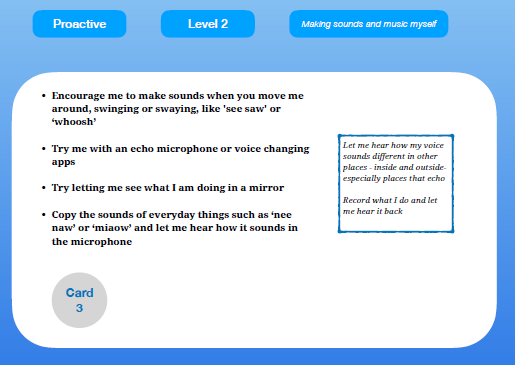 Proactive
Level 2
Making sounds and music myself
• Encourage me to make sounds when you move me
around, swinging or swaying, like 'see saw' or
‘whoosh’
• Try me with an echo microphone or voice changing
apps
• Try letting me see what I am doing in a mirror
• Copy the sounds of everyday things such as ‘nee
naw’ or ‘miaow’ and let me hear how it sounds in
the microphone
Let me hear how my voice
sounds different in other
places - inside and outside-
especially places that echo
Record what I do and let
me hear it back
Card
3